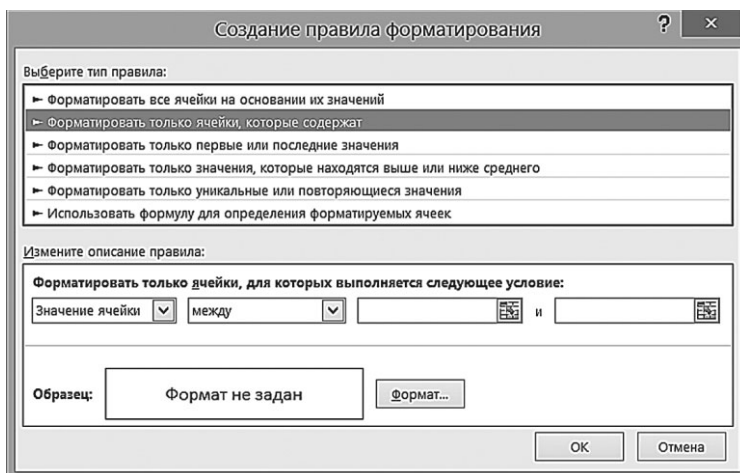 Создание правила форматирования ? ×
Выберите тип правила:
► Форматировать все ячейки на основании их значений
► Форматировать только ячейки, которые содержат
► Форматировать только первые или последние значения
► Форматировать только значения, которые находятся выше или ниже среднего
► Форматировать только уникальные или повторяющиеся значения
► Использовать формулу для определения форматируемых ячеек
Измените описание правила:
Форматировать только ячейки, для которых выполняется следующее условие:
Значение ячейки между и
Образец: Формат не задан Формат...
ОК Отмена